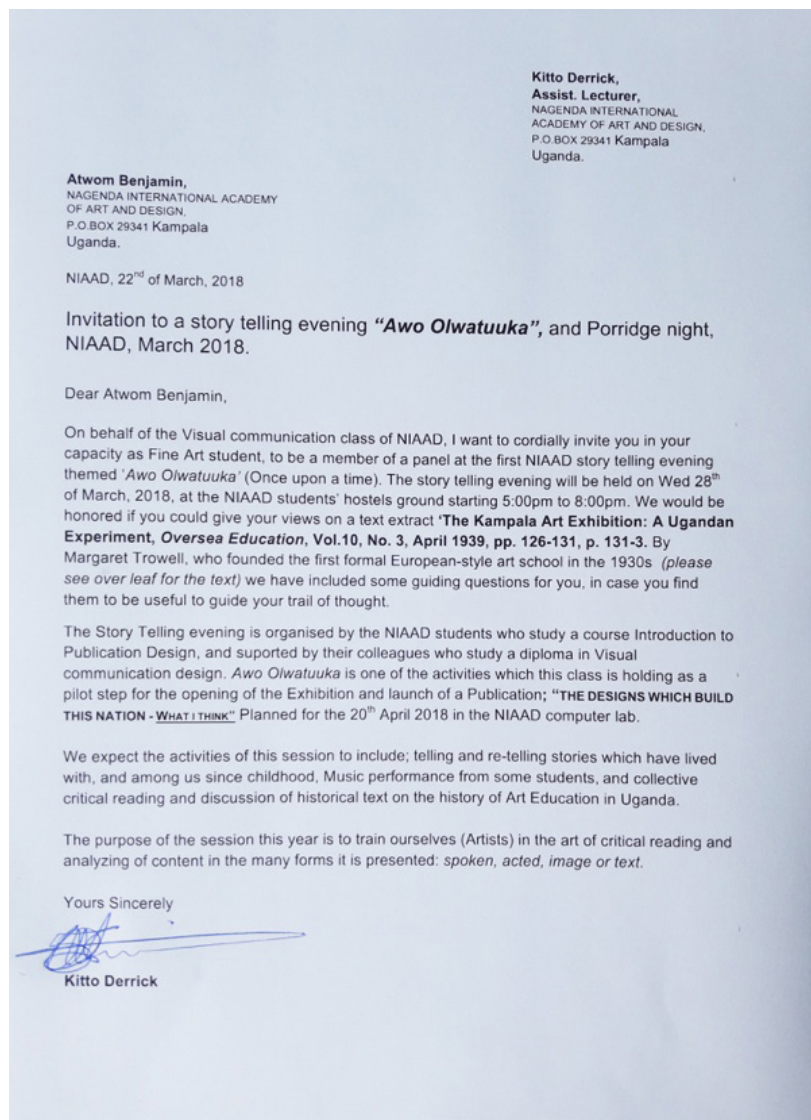 Kitto Derrick,
Assist. Lecturer,
NAGENDA INTERNATIONAL
ACADEMY OF ART AND DESIGN,
P.O.BOX 29341 Kampala
Uganda.
Atwom Benjamin,
NAGENDA INTERNATIONAL ACADEMY
OF ART AND DESIGN,
P.O.BOX 29341 Kampala
Uganda.
NIAAD, 22nd of March, 2018
Invitation to a story telling evening "Awo Olwatuuka", and Porridge night,
NIAAD, March 2018.
Dear Atwom Benjamin,
On behalf of the Visual communication class of NIAAD, I want to cordially invite you in your
capacity as Fine Art student, to be a member of a panel at the first NIAAD story telling evening
themed 'Awo Olwatuuka' (Once upon a time). The story telling evening will be held on Wed 28th
of March, 2018, at the NIAAD students' hostels ground starting 5:00pm to 8:00pm. We would be
honored if you could give your views on a text extract 'The Kampala Art Exhibition: A Ugandan
Experiment, Oversea Education, Vol.10, No. 3, April 1939, pp. 126-131, p. 131-3. By
Margaret Trowell, who founded the first formal European-style art school in the 1930s (please
see over leaf for the text) we have included some guiding questions for you, in case you find
them to be useful to guide your trail of thought.
The Story Telling evening is organised by the NIAAD students who study a course Introduction to
Publication Design, and suported by their colleagues who study a diploma in Visual
communication design. Awo Olwatuuka is one of the activities which this class is holding as a
pilot step for the opening of the Exhibition and launch of a Publication; "THE DESIGNS WHICH BUILD
THIS NATION - WHAT I THINK" Planned for the 20th April 2018 in the NIAAD computer lab.
We expect the activities of this session to include; telling and re-telling stories which have lived
with, and among us since childhood, Music performance from some students, and collective
critical reading and discussion of historical text on the history of Art Education in Uganda.
The purpose of the session this year is to train ourselves (Artists) in the art of critical reading and
analyzing of content in the many forms it is presented: spoken, acted, image or text.
Yours Sincerely
Kitto Derrick